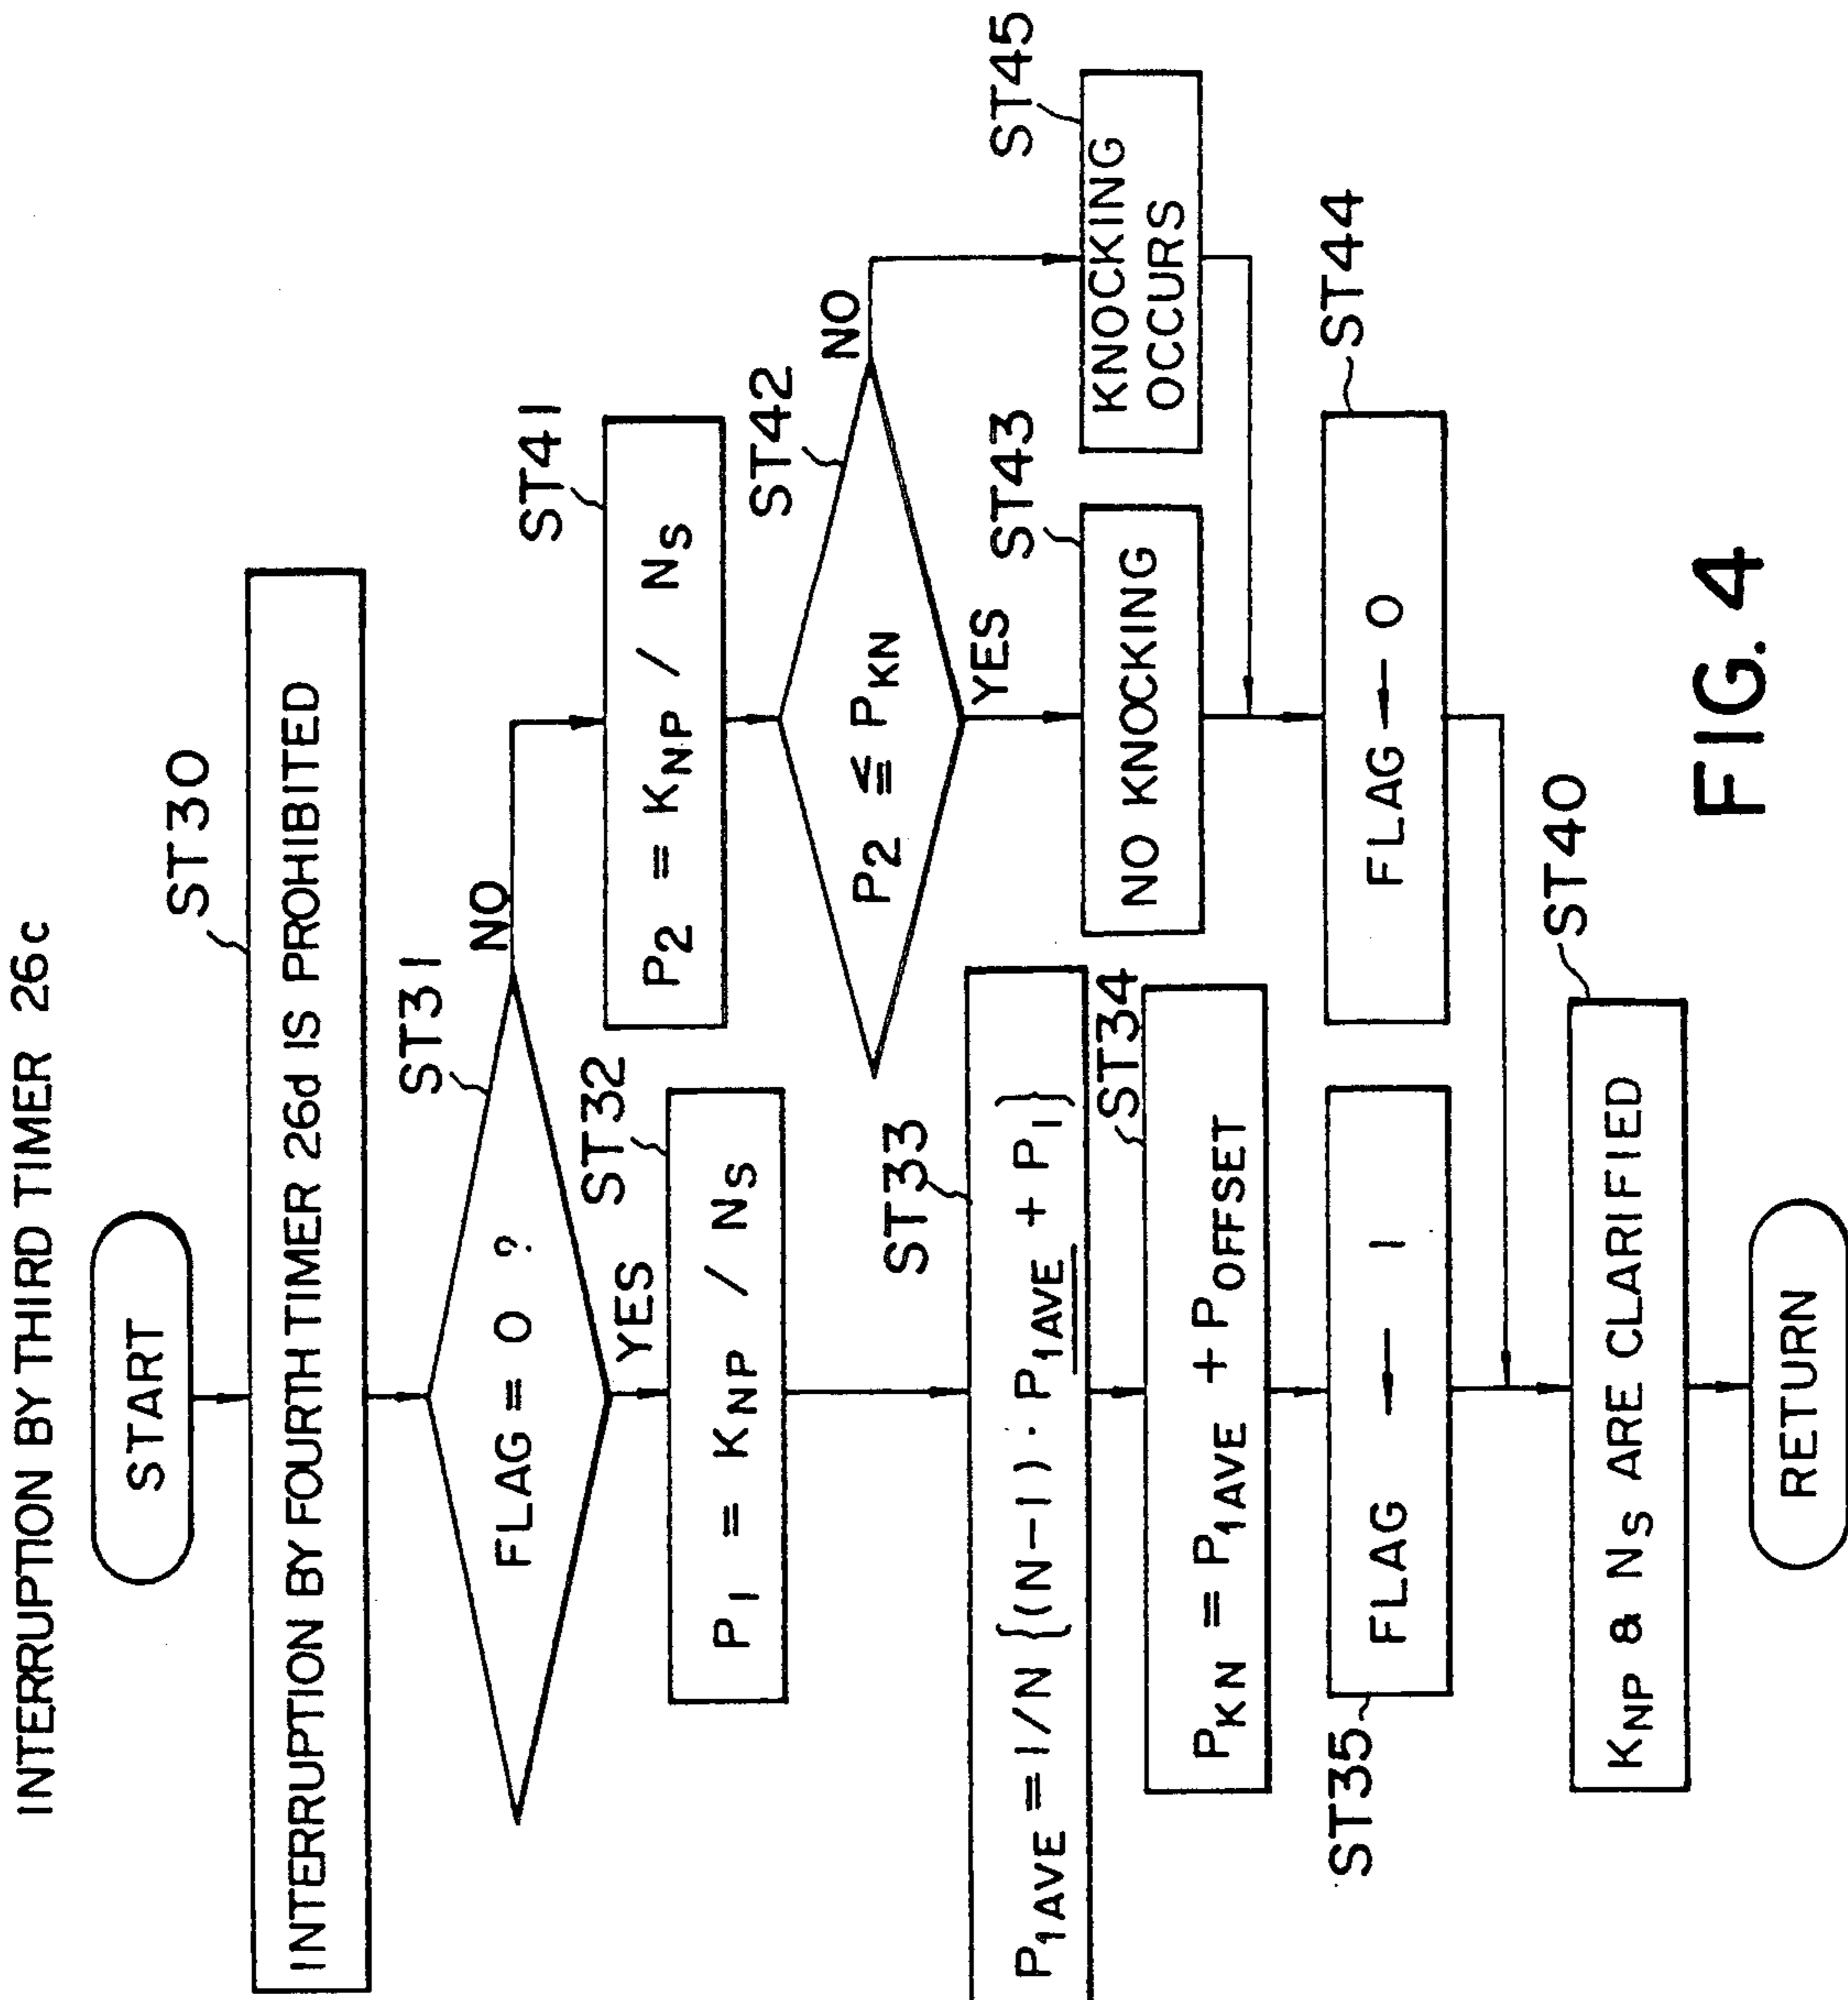 INTERRUPTION BY THIRD TIMER 26c
START
ST30
INTERRUPTION BY FOURTH TIMER 26d IS PROHIBITED
ST31
FLAG = 0 ?
NO
YES
ST32
P1 = KNP / NS
ST33
P1AVE = 1/N {(N-1) · P1AVE + P1}
ST34
PKN = P1AVE + POFFSET
ST35
FLAG ← 1
ST41
P2 = KNP / NS
ST42
P2 ≦ PKN
NO
YES
ST43
NO KNOCKING
ST45
KNOCKING
OCCURS
ST44
FLAG ← 0
ST40
KNP & NS ARE CLARIFIED
RETURN
FIG. 4